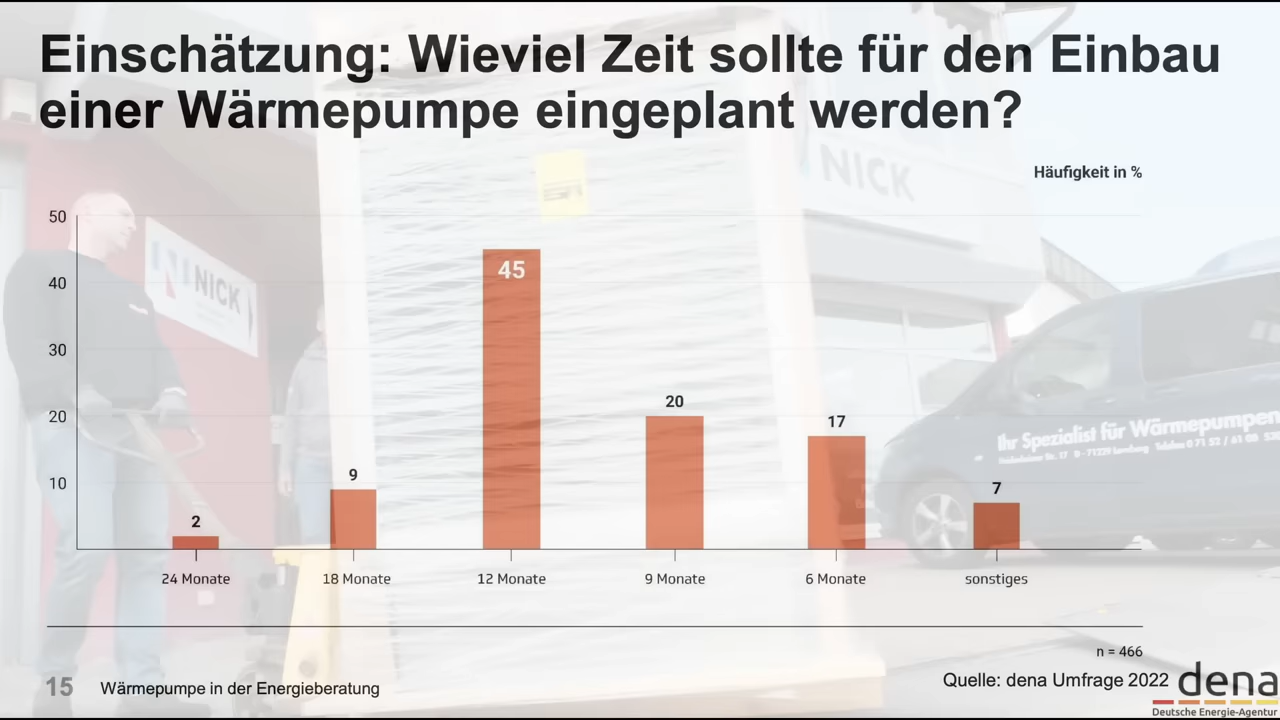 Einschätzung: Wieviel Zeit sollte für den Einbau
einer Wärmepumpe eingeplant werden?
NICK
Häufigkeit in %
50
40
30
20
10
NICK
45
20
17
9
7
2
Ihr Spezialist für Wärmepumpen
24 Monate
18 Monate
12 Monate
9 Monate
6 Monate
sonstiges
n = 466
15
Wärmepumpe in der Energieberatung
Quelle: dena Umfrage 2022
dena
Deutsche Energie-Agentur